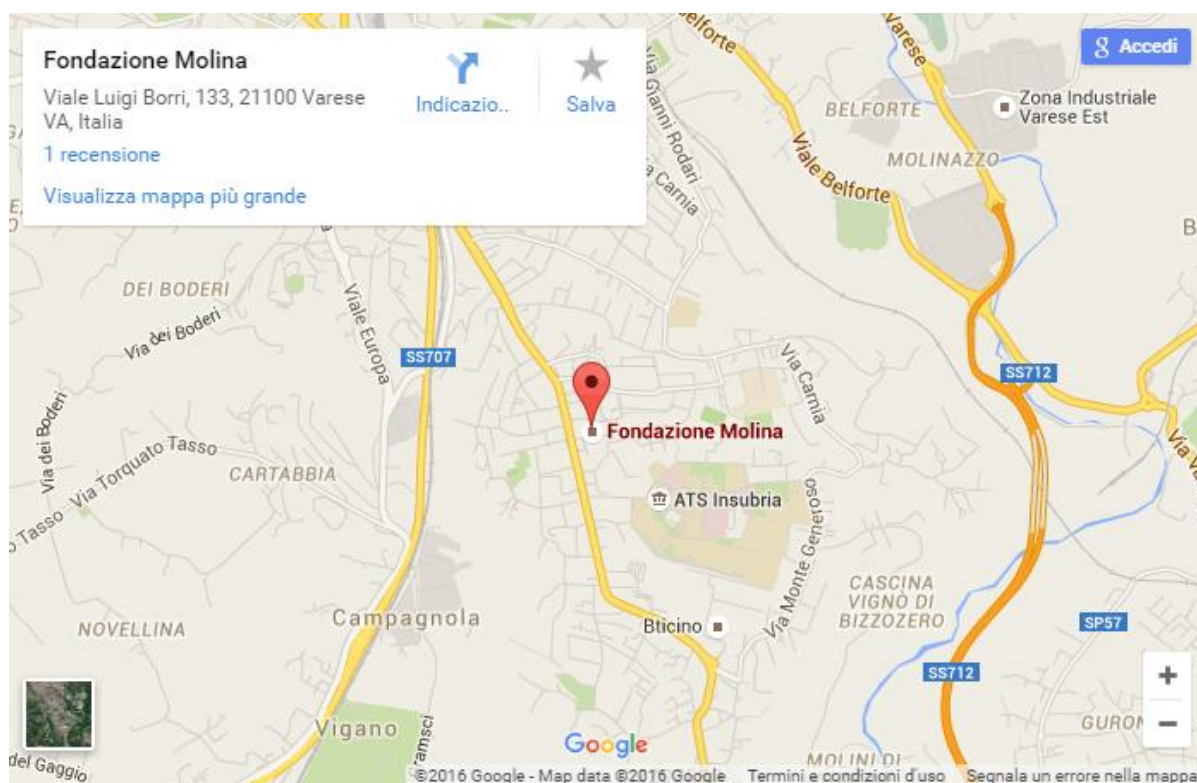 Fondazione Molina
Viale Luigi Borri, 133, 21100 Varese
VA, Italia
1 recensione
Visualizza mappa più grande
Indicazio..
Salva
Accedi
Belforte
Varese
Via Gianni Rodari
Via Carnia
BELFORTE
Zona Industriale
Varese Est
MOLINAZZO
Viale Belforte
DEI BODERI
Via dei Boderi
Viale Europa
SS707
SS712
Via Carnia
Via dei Boderi
Fondazione Molina
Via Torquato Tasso
Tasso
CARTABBIA
ATS Insubria
Via Monte Generoso
CASCINA
VIGNÒ DI
BIZZOZERO
Campagnola
NOVELLINA
Bticino
SP57
SS712
Vigano
GURON
del Gaggio
Google
MOLINI DI
©2016 Google - Map data ©2016 Google
Termini e condizioni d'uso
Segnala un errore nella mappa